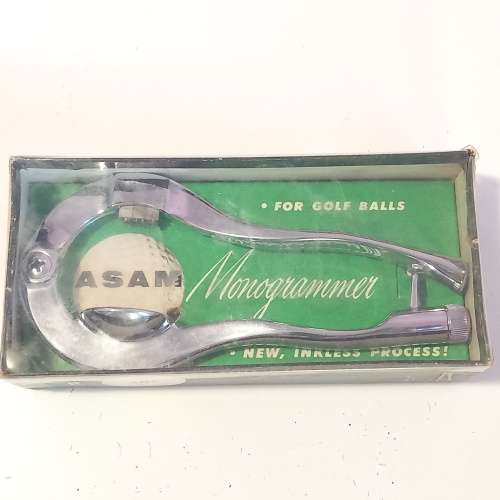 • FOR GOLF BALLS
ASAM
Monogrammer
• NEW, INKLESS PROCESS!